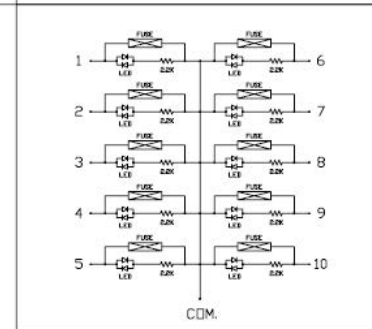 FUSE FUSE
1 LED 2.2K LED 2.2K 6
FUSE FUSE
2 LED 2.2K LED 2.2K 7
FUSE FUSE
3 LED 2.2K LED 2.2K 8
FUSE FUSE
4 LED 2.2K LED 2.2K 9
FUSE FUSE
5 LED 2.2K LED 2.2K 10
COM.